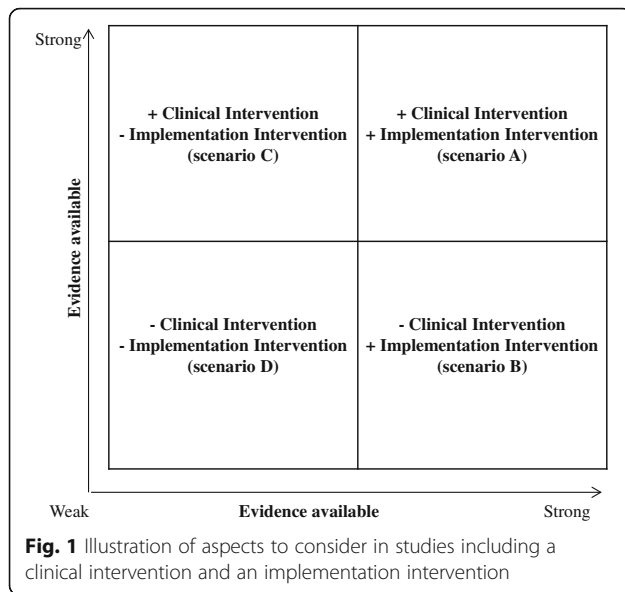 Strong
+ Clinical Intervention
- Implementation Intervention
(scenario C)
+ Clinical Intervention
+ Implementation Intervention
(scenario A)
Evidence available
- Clinical Intervention
- Implementation Intervention
(scenario D)
- Clinical Intervention
+ Implementation Intervention
(scenario B)
Weak
Evidence available
Strong
Fig. 1 Illustration of aspects to consider in studies including a
clinical intervention and an implementation intervention